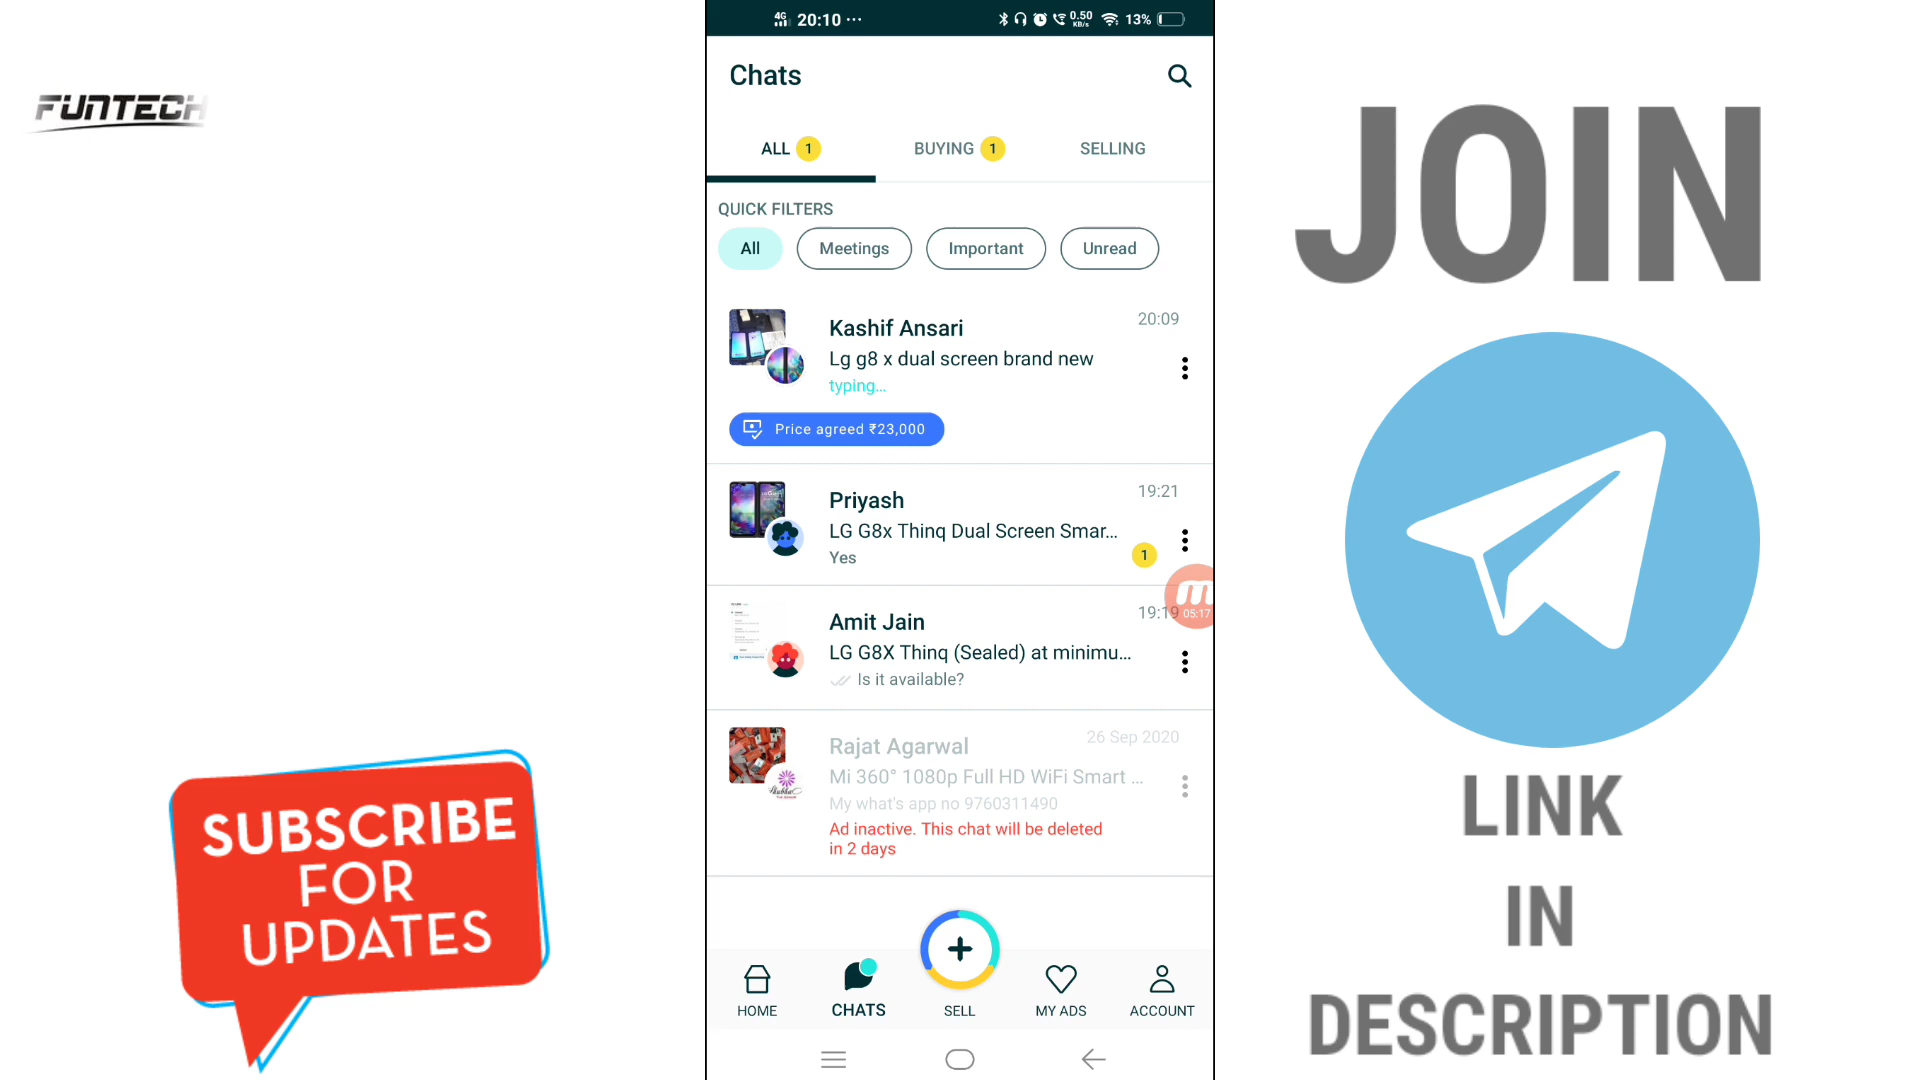 FUNTECH
4G 20:10 ... 0.50 KB/s 13%
Chats
ALL 1 BUYING 1 SELLING
QUICK FILTERS
All Meetings Important Unread
Kashif Ansari 20:09
Lg g8 x dual screen brand new
typing...
Price agreed ₹23,000
Priyash 19:21
LG G8x Thinq Dual Screen Smar...
Yes 1
Amit Jain 19:19
05:17
LG G8X Thinq (Sealed) at minimu...
Is it available?
Rajat Agarwal 26 Sep 2020
Mi 360° 1080p Full HD WiFi Smart ...
My what's app no 9760311490
Ad inactive. This chat will be deleted
in 2 days
HOME CHATS SELL MY ADS ACCOUNT
SUBSCRIBE
FOR
UPDATES
JOIN
LINK
IN
DESCRIPTION